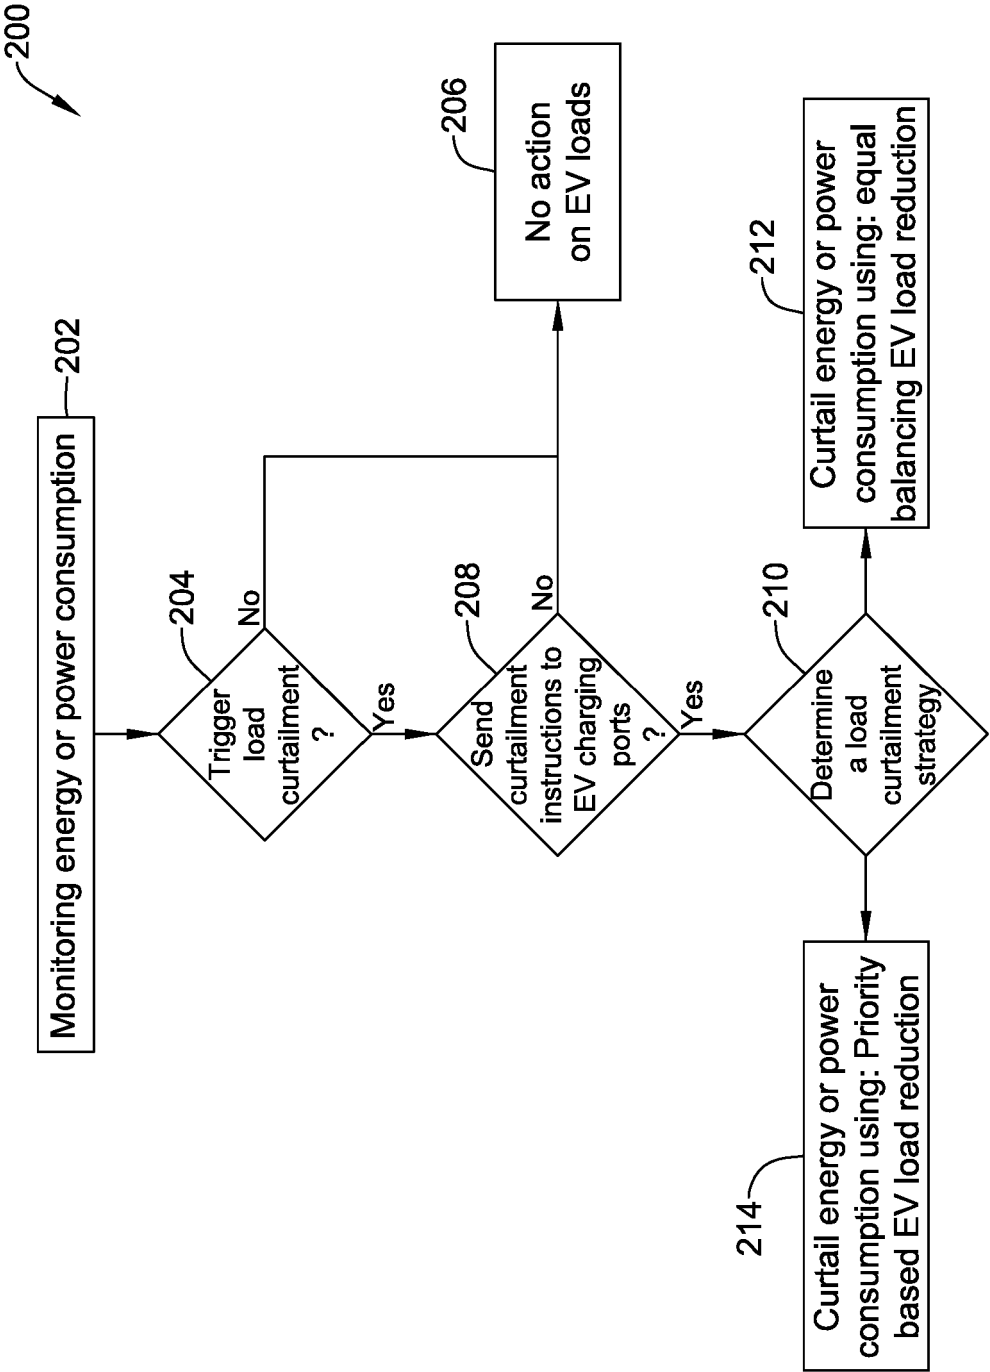 200
202
Monitoring energy or power consumption
204
Trigger
load
curtailment
?
No
Yes
206
No action
on EV loads
208
Send
curtailment
instructions to
EV charging
ports
?
No
Yes
210
Determine
a load
curtailment
strategy
212
Curtail energy or power
consumption using: equal
balancing EV load reduction
214
Curtail energy or power
consumption using: Priority
based EV load reduction